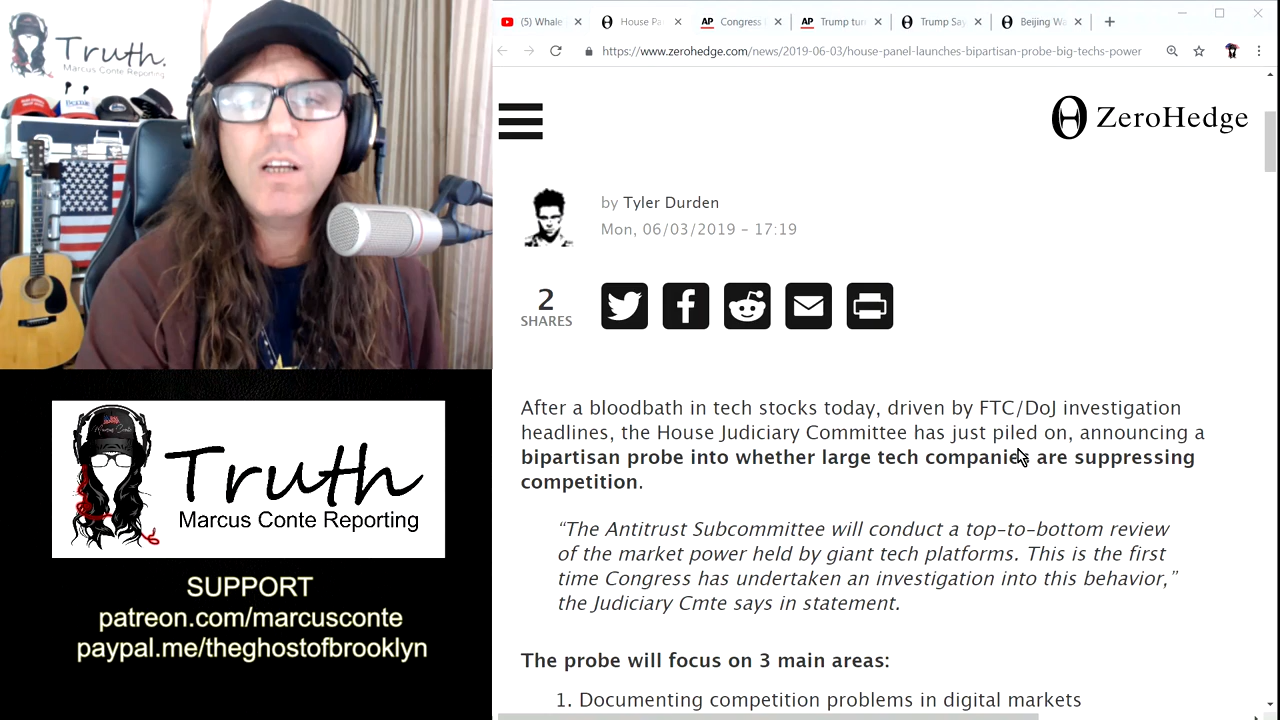 Truth.
Marcus Conte Reporting
(5) Whale
House Pa
AP Congress
AP Trump tur
Trump Say
Beijing Wa
https://www.zerohedge.com/news/2019-06-03/house-panel-launches-bipartisan-probe-big-techs-power
ZeroHedge
by Tyler Durden
Mon, 06/03/2019 - 17:19
2
SHARES
After a bloodbath in tech stocks today, driven by FTC/DoJ investigation
headlines, the House Judiciary Committee has just piled on, announcing a
bipartisan probe into whether large tech companies are suppressing
competition.
“The Antitrust Subcommittee will conduct a top-to-bottom review
of the market power held by giant tech platforms. This is the first
time Congress has undertaken an investigation into this behavior,”
the Judiciary Cmte says in statement.
The probe will focus on 3 main areas:
1. Documenting competition problems in digital markets
Truth
Marcus Conte Reporting
SUPPORT
patreon.com/marcusconte
paypal.me/theghostofbrooklyn